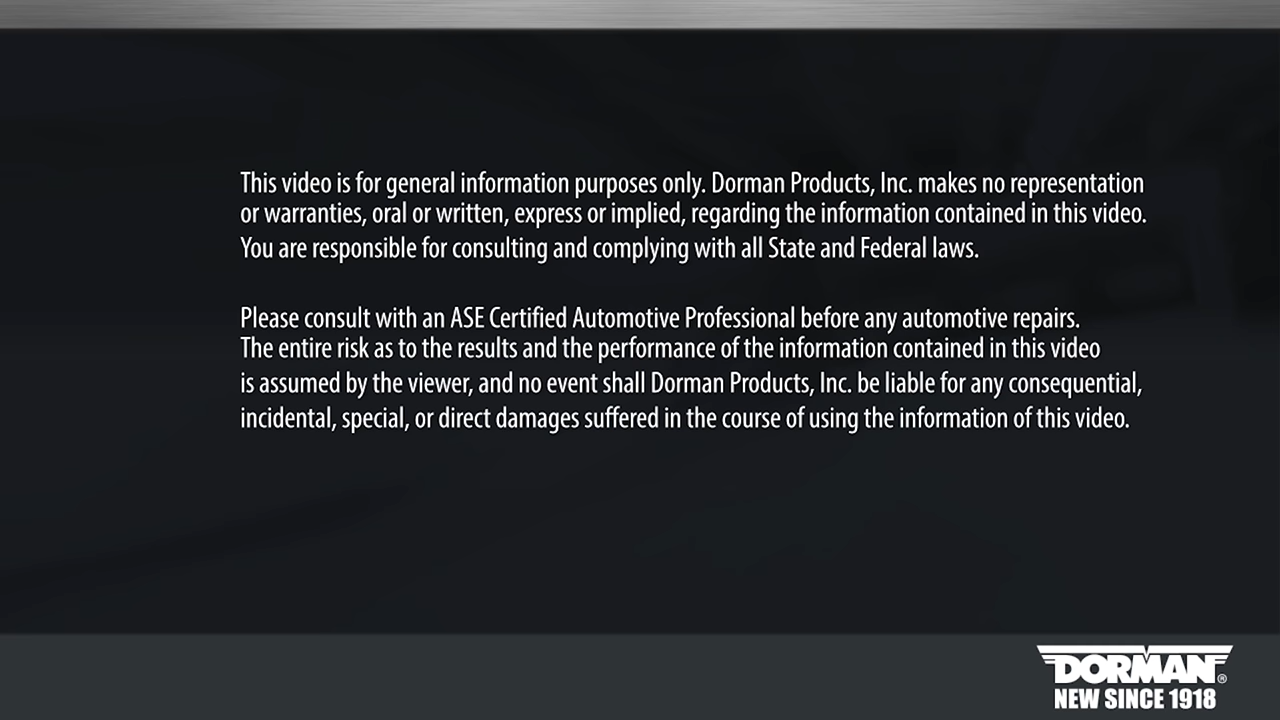 This video is for general information purposes only. Dorman Products, Inc. makes no representation
or warranties, oral or written, express or implied, regarding the information contained in this video.
You are responsible for consulting and complying with all State and Federal laws.
Please consult with an ASE Certified Automotive Professional before any automotive repairs.
The entire risk as to the results and the performance of the information contained in this video
is assumed by the viewer, and no event shall Dorman Products, Inc. be liable for any consequential,
incidental, special, or direct damages suffered in the course of using the information of this video.
DORMAN®
NEW SINCE 1918